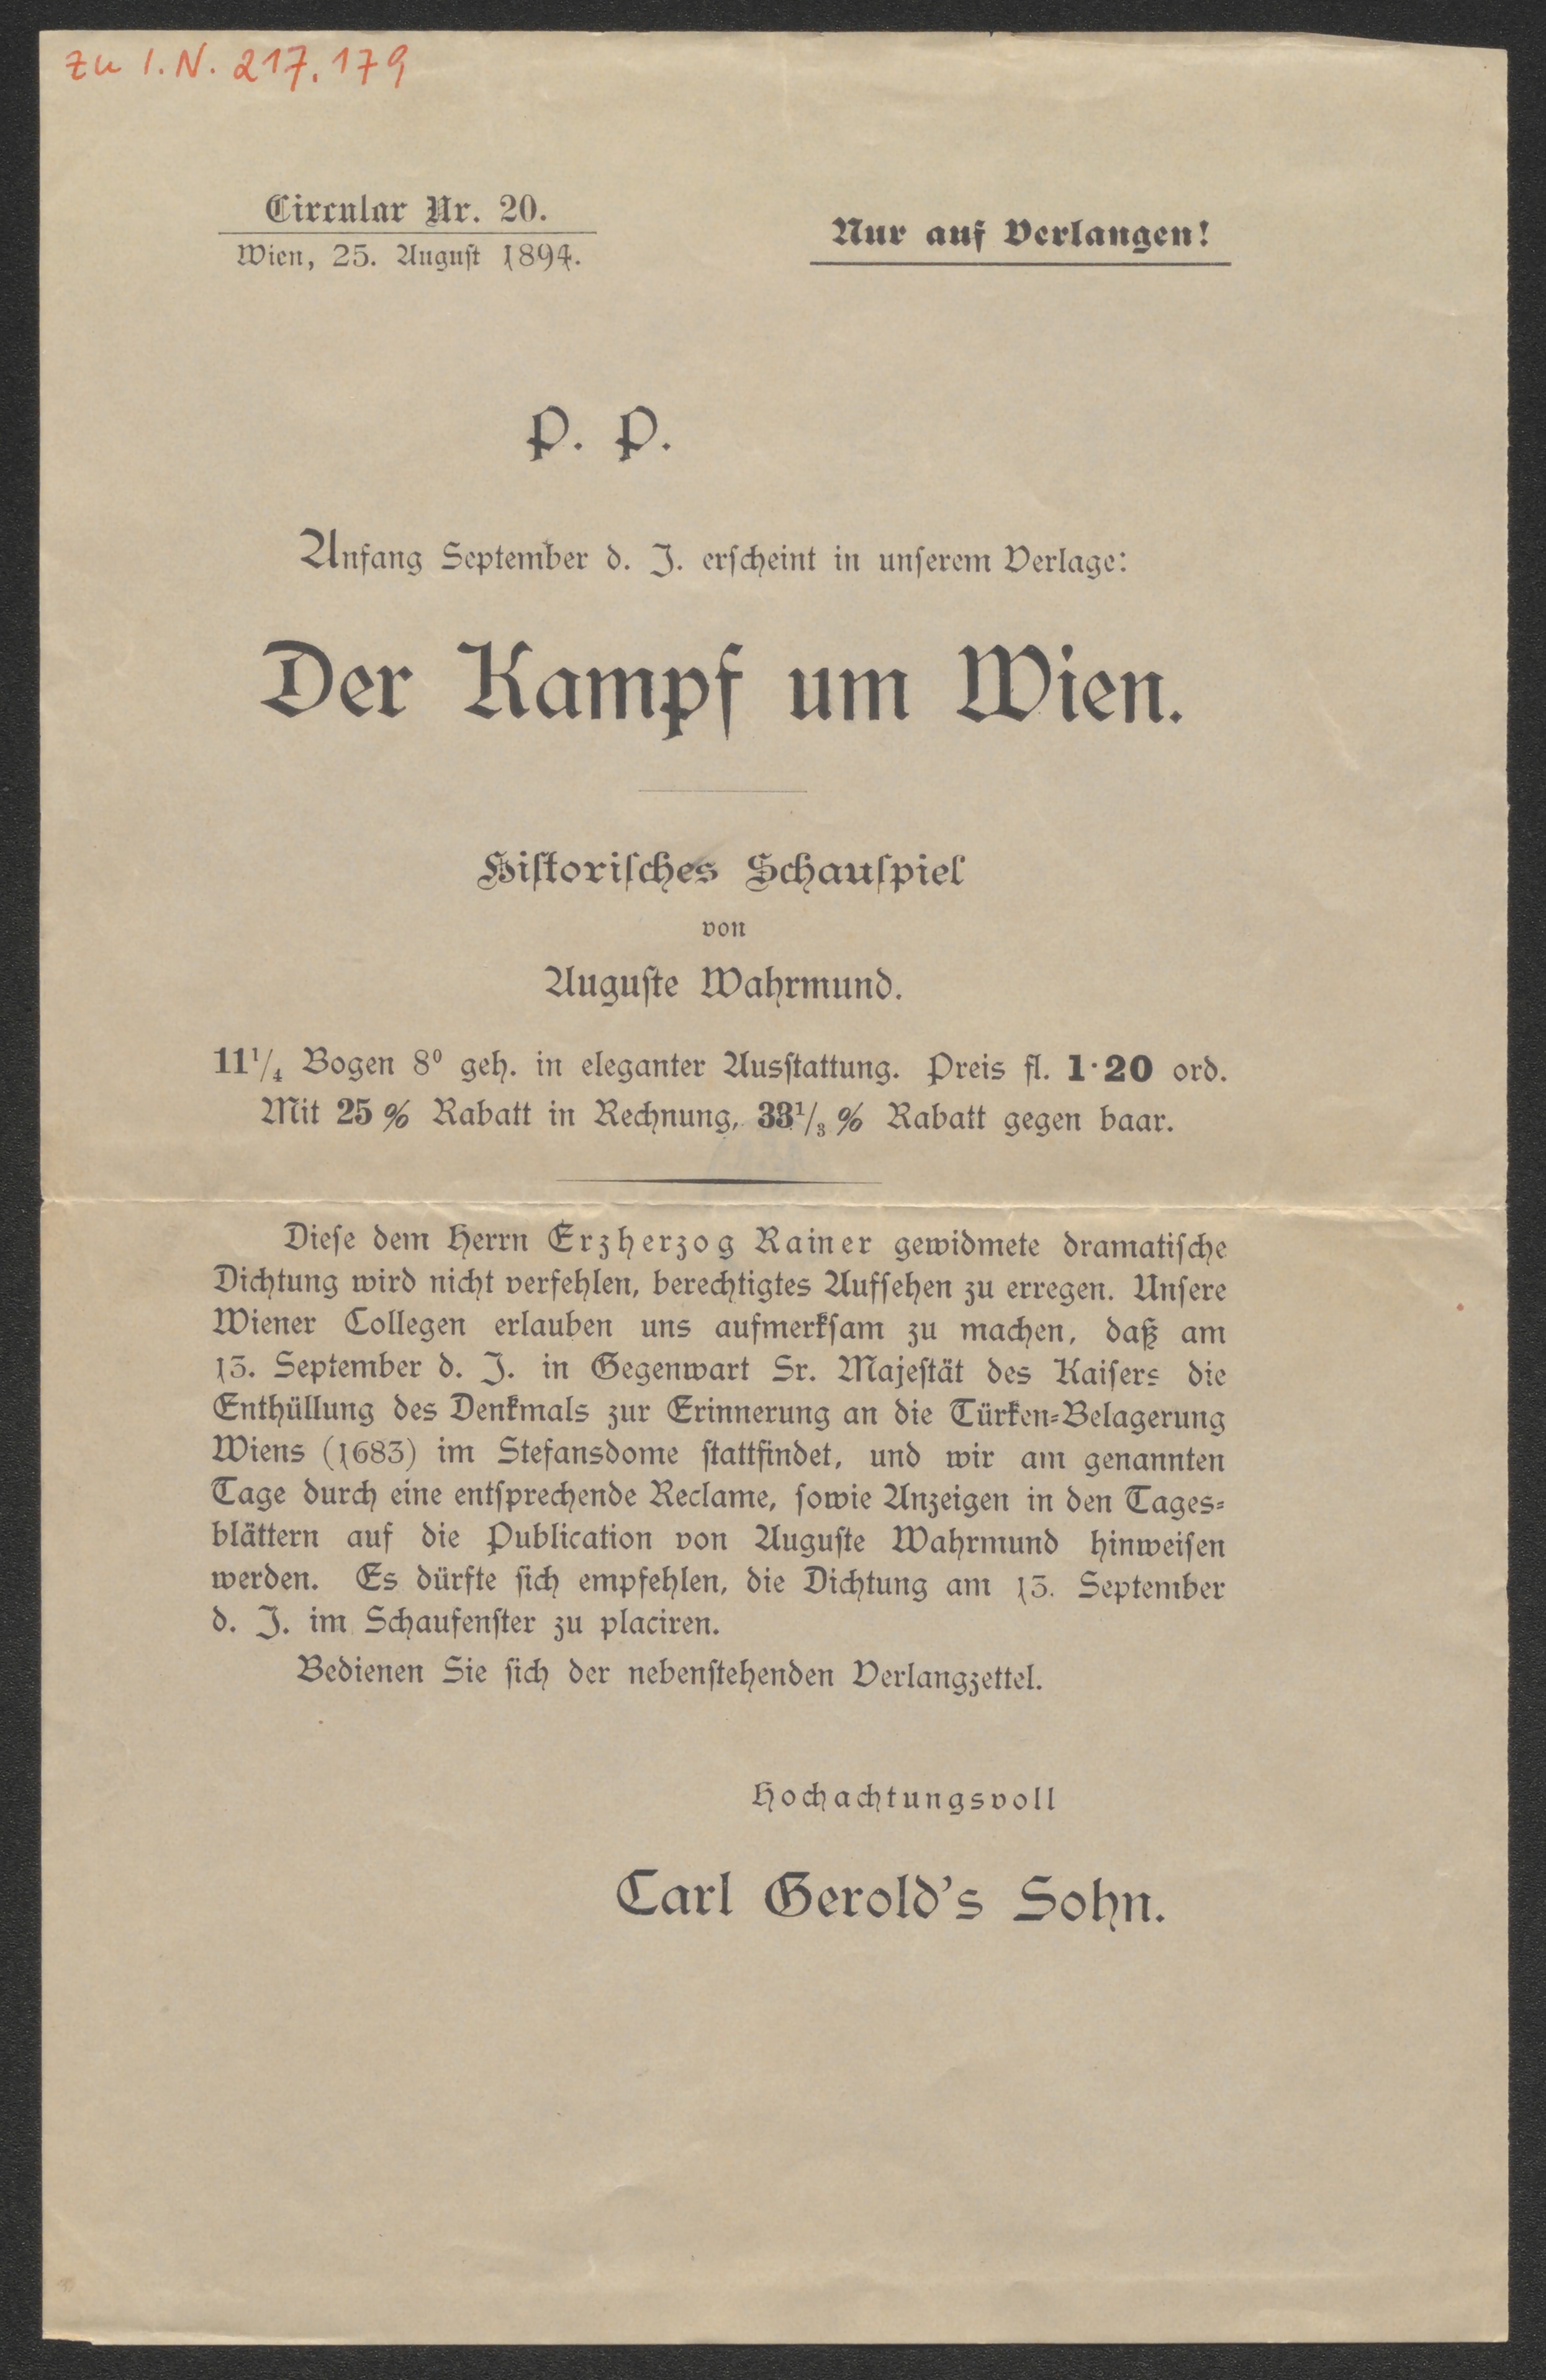 zu I.N. 217.179
Circular Nr. 20.
Wien, 25. August 1894.
Nur auf Verlangen!
P. P.
Anfang September d. J. erscheint in unserem Verlage:
Der Kampf um Wien.
Historisches Schauspiel
von
Auguste Wahrmund.
11¹/₄ Bogen 8⁰ geh. in eleganter Ausstattung. Preis fl. 1·20 ord.
Mit 25 % Rabatt in Rechnung, 33¹/₃ % Rabatt gegen baar.
Diese dem Herrn Erzherzog Rainer gewidmete dramatische
Dichtung wird nicht verfehlen, berechtigtes Aufsehen zu erregen. Unsere
Wiener Collegen erlauben uns aufmerksam zu machen, daß am
13. September d. J. in Gegenwart Sr. Majestät des Kaisers die
Enthüllung des Denkmals zur Erinnerung an die Türken-Belagerung
Wiens (1683) im Stefansdome stattfindet, und wir am genannten
Tage durch eine entsprechende Reclame, sowie Anzeigen in den Tages-
blättern auf die Publication von Auguste Wahrmund hinweisen
werden. Es dürfte sich empfehlen, die Dichtung am 13. September
d. J. im Schaufenster zu placiren.
Bedienen Sie sich der nebenstehenden Verlangzettel.
Hochachtungsvoll
Carl Gerold's Sohn.